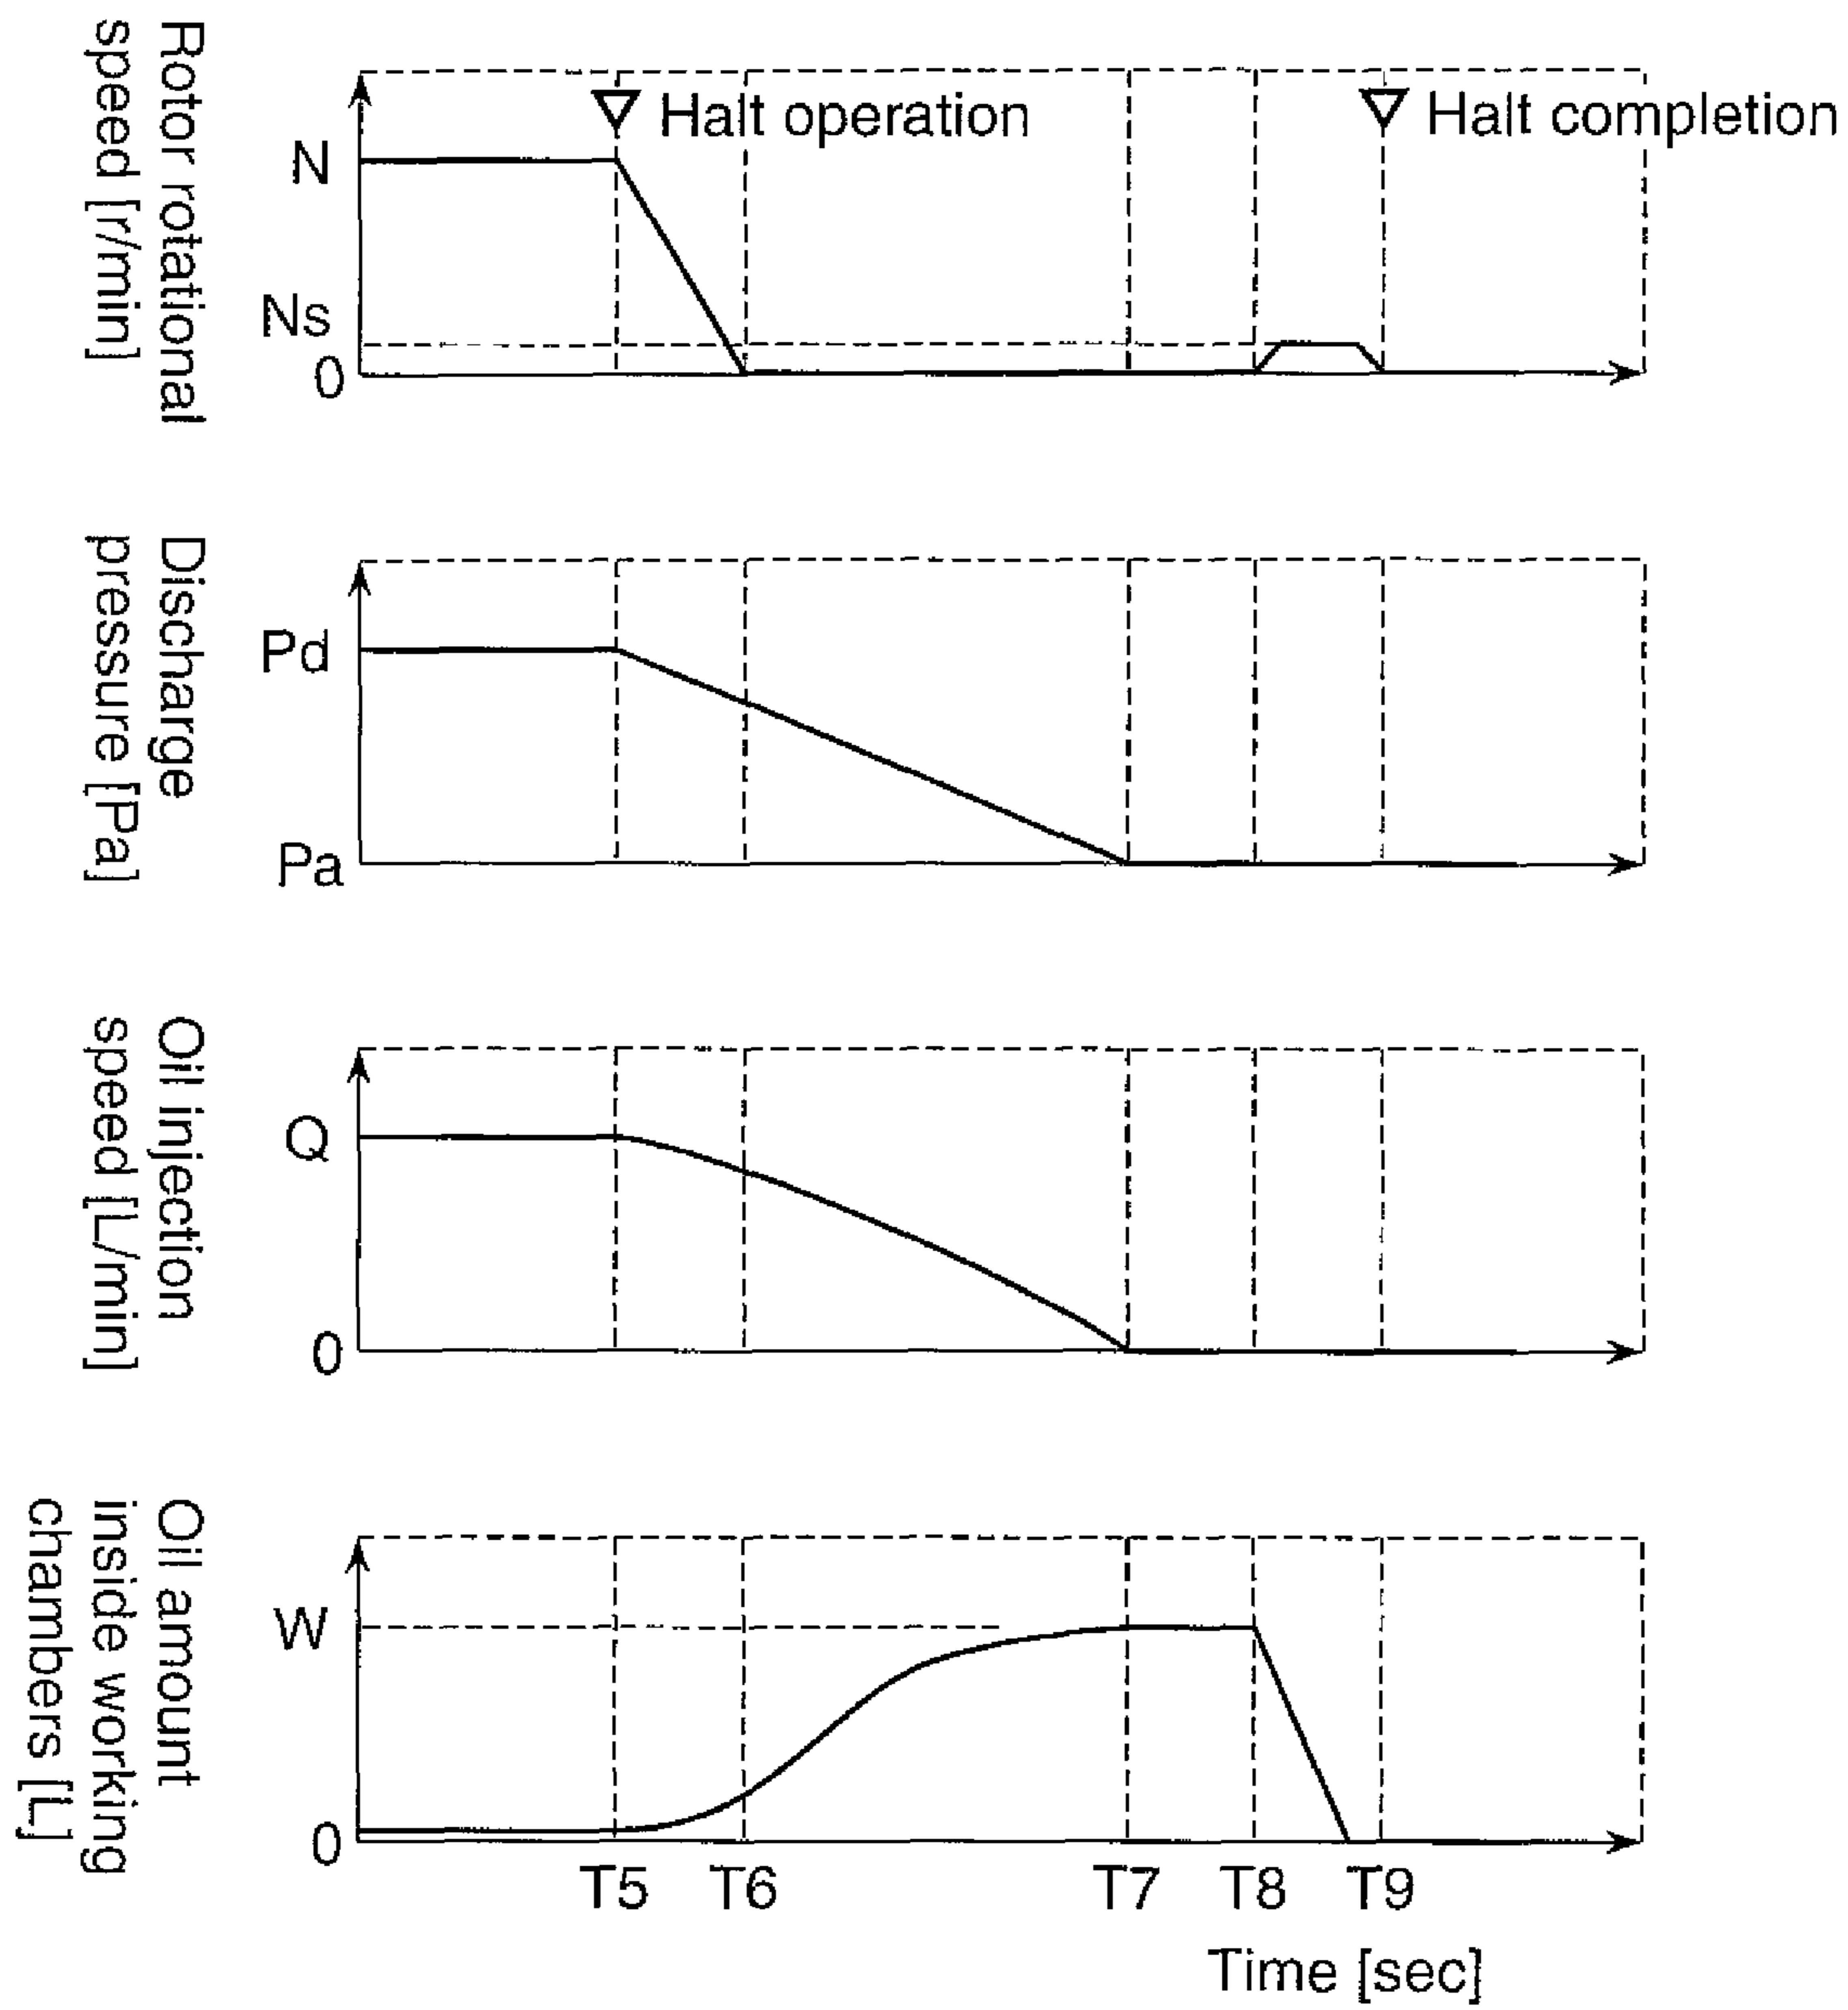 Rotor rotational
speed [r/min]
N
Ns
0
Halt operation
Halt completion
Discharge
pressure [Pa]
Pd
Pa
Oil injection
speed [L/min]
Q
0
Oil amount
inside working
chambers [L]
W
0
T5 T6 T7 T8 T9
Time [sec]